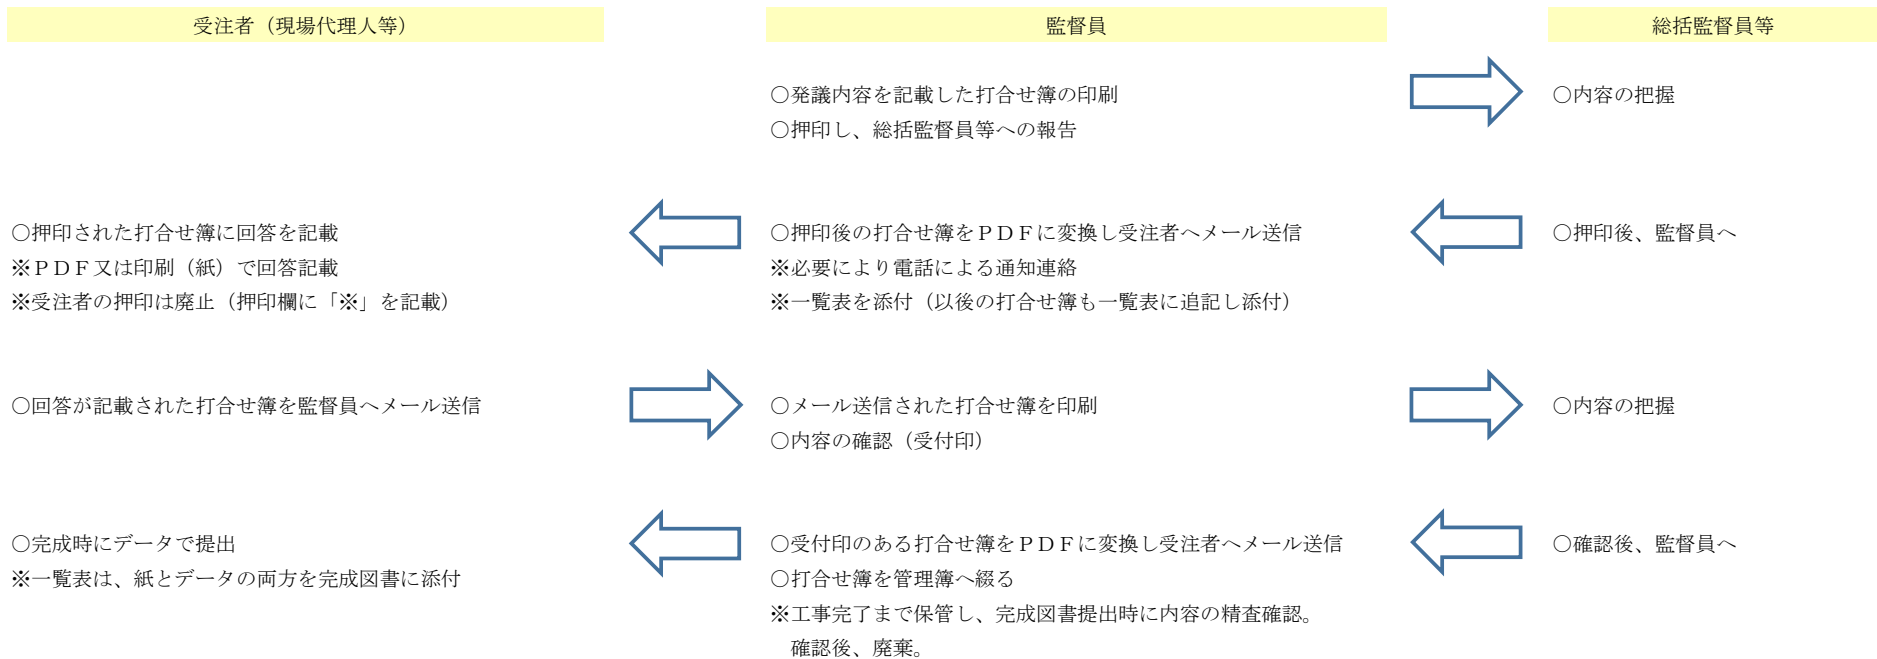 受注者（現場代理人等）
監督員
総括監督員等
○発議内容を記載した打合せ簿の印刷
○内容の把握
○押印し、総括監督員等への報告
○押印された打合せ簿に回答を記載
○押印後の打合せ簿をＰＤＦに変換し受注者へメール送信
○押印後、監督員へ
※ＰＤＦ又は印刷（紙）で回答記載
※必要により電話による通知連絡
※受注者の押印は廃止（押印欄に「※」を記載）
※一覧表を添付（以後の打合せ簿も一覧表に追記し添付）
○回答が記載された打合せ簿を監督員へメール送信
○メール送信された打合せ簿を印刷
○内容の把握
○内容の確認（受付印）
○完成時にデータで提出
○受付印のある打合せ簿をＰＤＦに変換し受注者へメール送信
○確認後、監督員へ
※一覧表は、紙とデータの両方を完成図書に添付
○打合せ簿を管理簿へ綴る
※工事完了まで保管し、完成図書提出時に内容の精査確認。
確認後、廃棄。